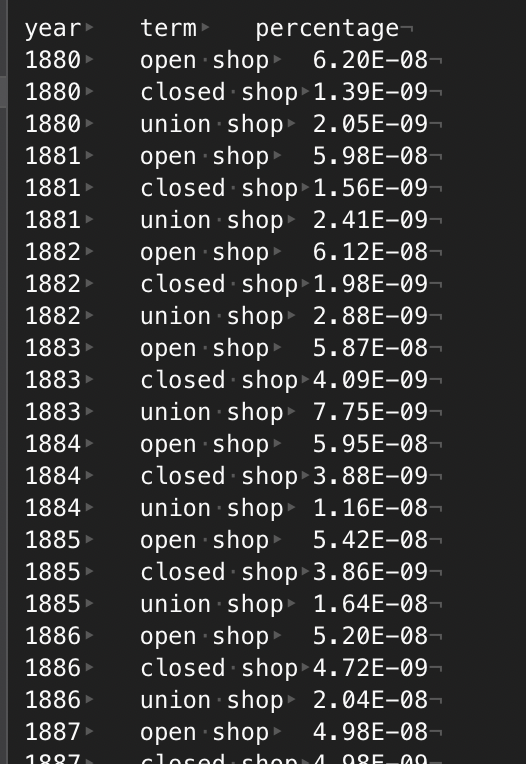 year	term	percentage
1880	open shop	6.20E-08
1880	closed shop	1.39E-09
1880	union shop	2.05E-09
1881	open shop	5.98E-08
1881	closed shop	1.56E-09
1881	union shop	2.41E-09
1882	open shop	6.12E-08
1882	closed shop	1.98E-09
1882	union shop	2.88E-09
1883	open shop	5.87E-08
1883	closed shop	4.09E-09
1883	union shop	7.75E-09
1884	open shop	5.95E-08
1884	closed shop	3.88E-09
1884	union shop	1.16E-08
1885	open shop	5.42E-08
1885	closed shop	3.86E-09
1885	union shop	1.64E-08
1886	open shop	5.20E-08
1886	closed shop	4.72E-09
1886	union shop	2.04E-08
1887	open shop	4.98E-08
1887	closed shop	4.98E-09